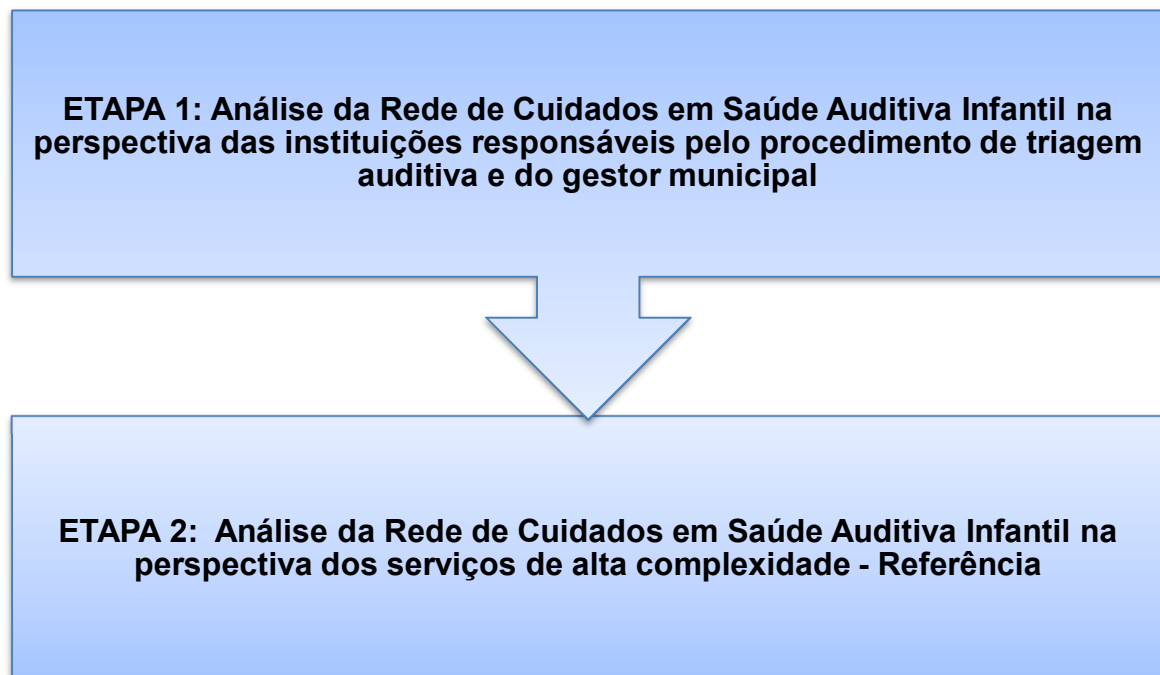 ETAPA 1: Análise da Rede de Cuidados em Saúde Auditiva Infantil na
perspectiva das instituições responsáveis pelo procedimento de triagem
auditiva e do gestor municipal
ETAPA 2:  Análise da Rede de Cuidados em Saúde Auditiva Infantil na
perspectiva dos serviços de alta complexidade - Referência